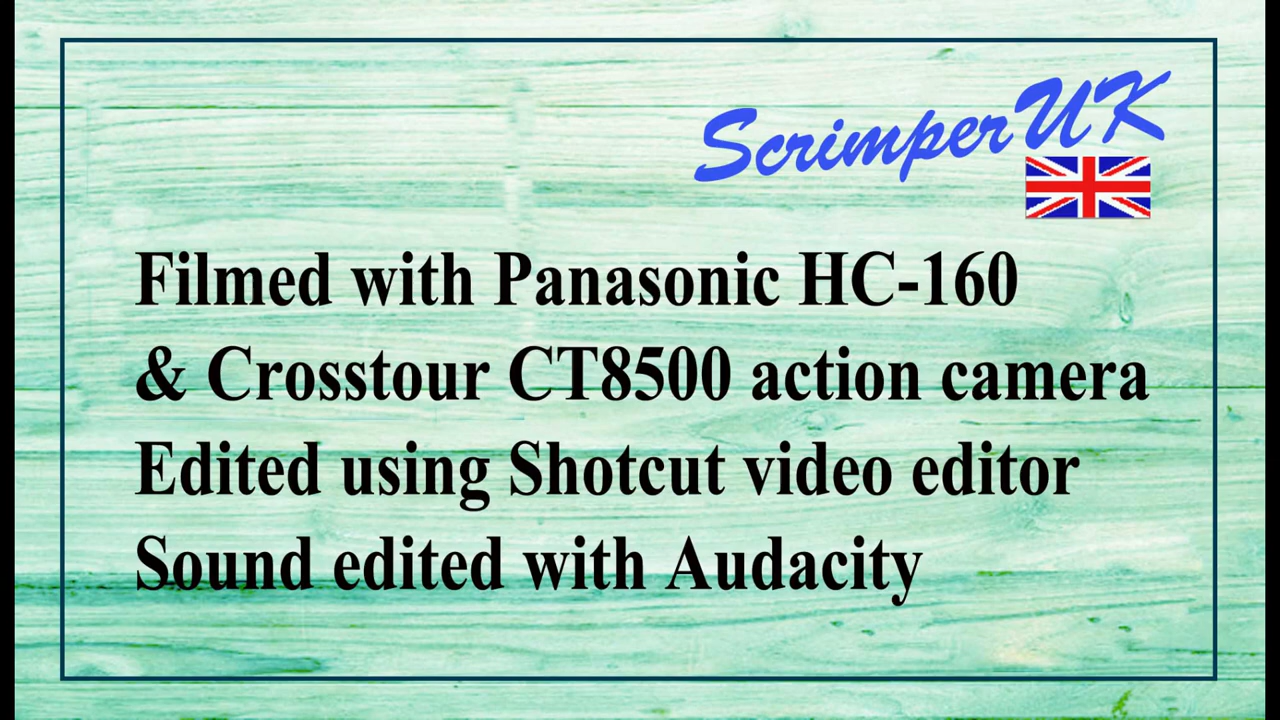 ScrimperUK
Filmed with Panasonic HC-160
& Crosstour CT8500 action camera
Edited using Shotcut video editor
Sound edited with Audacity